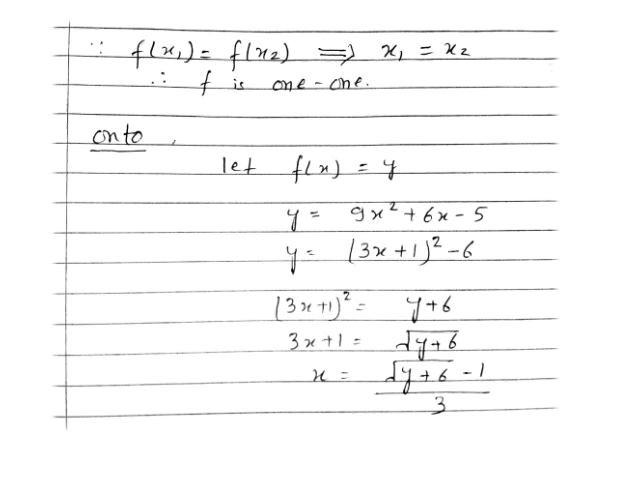 ∵ f(x₁) = f(x₂) ⟹ x₁ = x₂
∴ f is one-one.
onto,
let f(x) = y
y = 9x² + 6x - 5
y = (3x+1)² - 6
(3x+1)² = y+6
3x+1 = √(y+6)
x = (√(y+6) - 1)/3